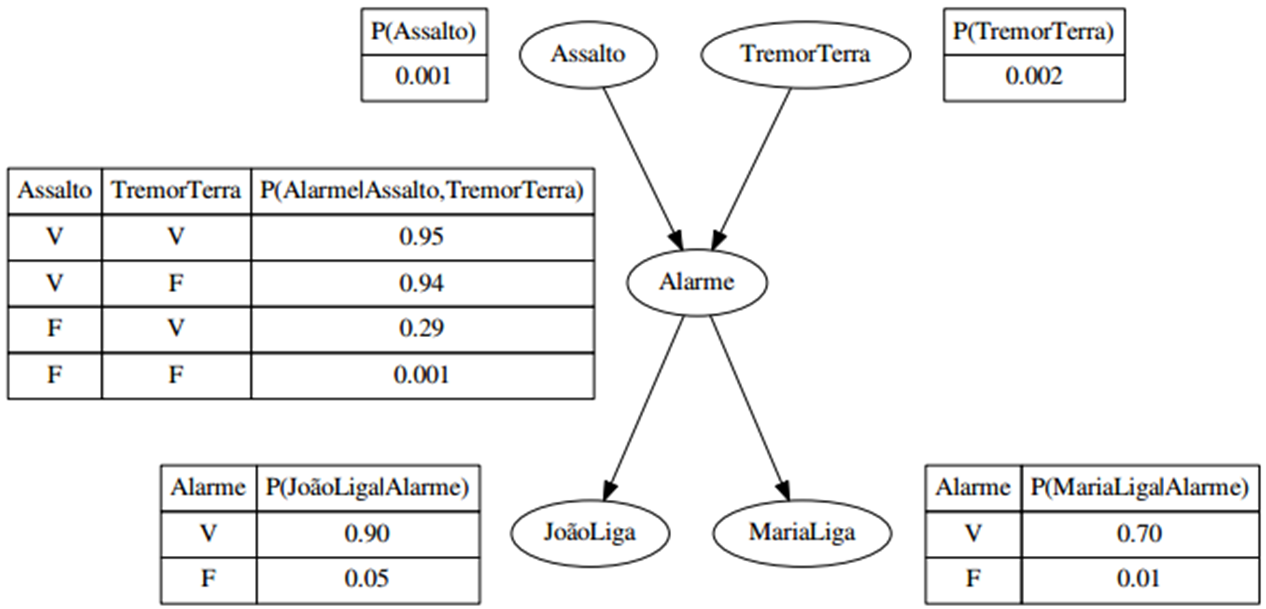 P(Assalto)
0.001
Assalto
TremorTerra
P(TremorTerra)
0.002
Assalto TremorTerra P(Alarme|Assalto,TremorTerra)
V V 0.95
V F 0.94
F V 0.29
F F 0.001
Alarme
Alarme P(JoãoLiga|Alarme)
V 0.90
F 0.05
JoãoLiga
MariaLiga
Alarme P(MariaLiga|Alarme)
V 0.70
F 0.01